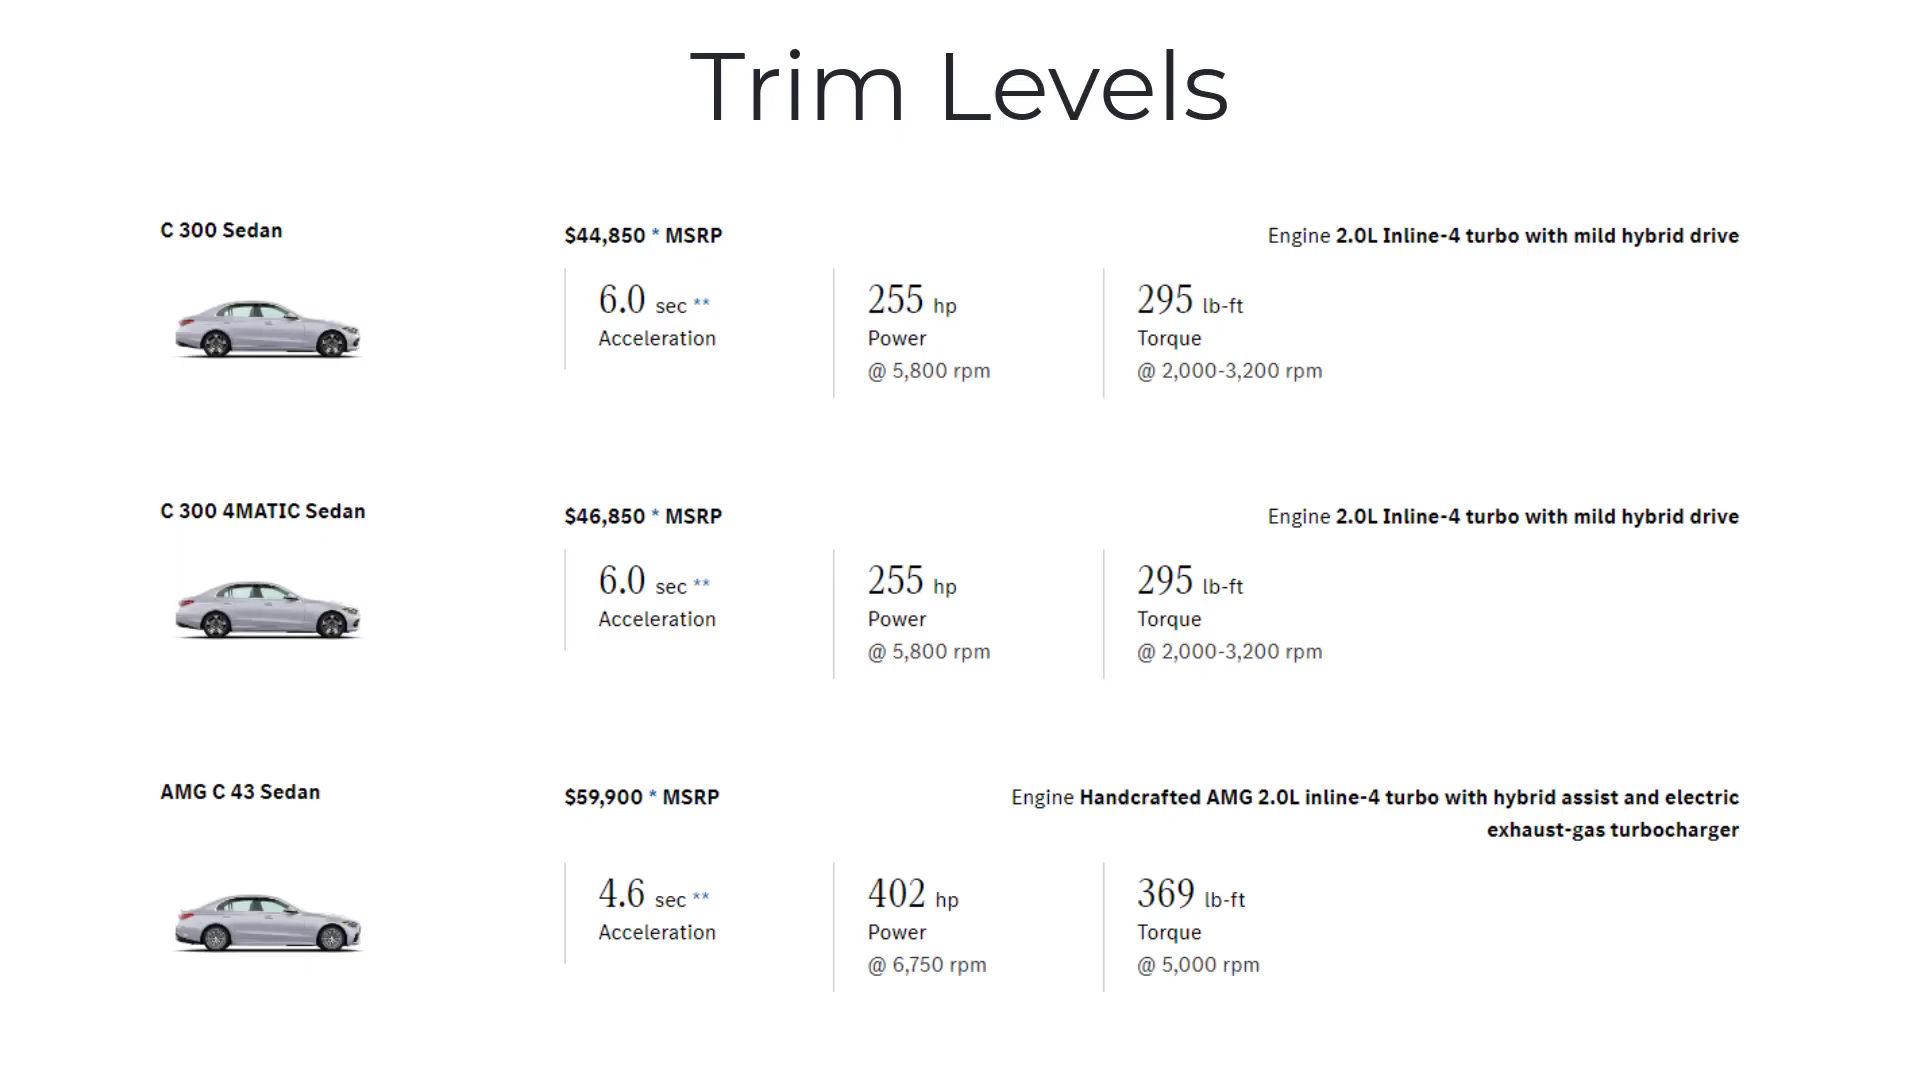 Trim Levels
C 300 Sedan
$44,850 * MSRP
Engine 2.0L Inline-4 turbo with mild hybrid drive
6.0 sec **
Acceleration
255 hp
Power
@ 5,800 rpm
295 lb-ft
Torque
@ 2,000-3,200 rpm
C 300 4MATIC Sedan
$46,850 * MSRP
Engine 2.0L Inline-4 turbo with mild hybrid drive
6.0 sec **
Acceleration
255 hp
Power
@ 5,800 rpm
295 lb-ft
Torque
@ 2,000-3,200 rpm
AMG C 43 Sedan
$59,900 * MSRP
Engine Handcrafted AMG 2.0L inline-4 turbo with hybrid assist and electric
exhaust-gas turbocharger
4.6 sec **
Acceleration
402 hp
Power
@ 6,750 rpm
369 lb-ft
Torque
@ 5,000 rpm